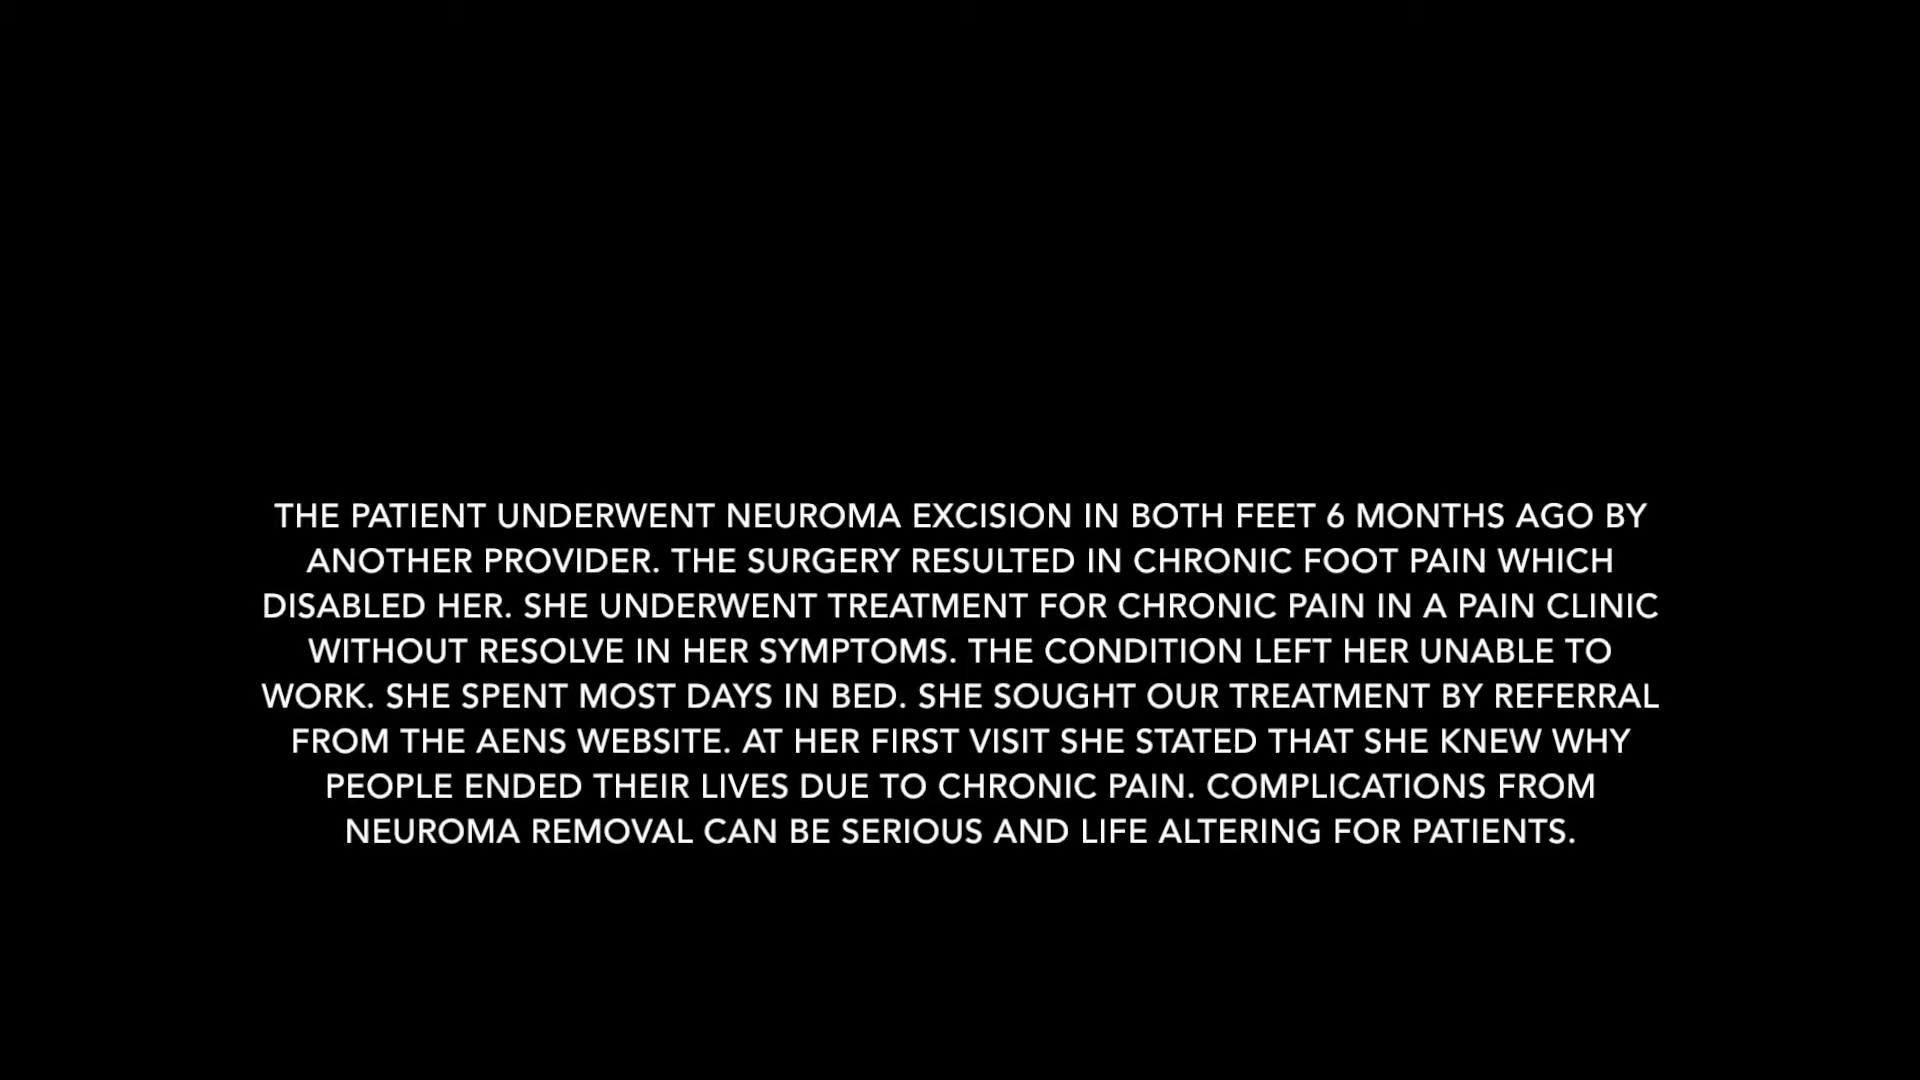 THE PATIENT UNDERWENT NEUROMA EXCISION IN BOTH FEET 6 MONTHS AGO BY
ANOTHER PROVIDER. THE SURGERY RESULTED IN CHRONIC FOOT PAIN WHICH
DISABLED HER. SHE UNDERWENT TREATMENT FOR CHRONIC PAIN IN A PAIN CLINIC
WITHOUT RESOLVE IN HER SYMPTOMS. THE CONDITION LEFT HER UNABLE TO
WORK. SHE SPENT MOST DAYS IN BED. SHE SOUGHT OUR TREATMENT BY REFERRAL
FROM THE AENS WEBSITE. AT HER FIRST VISIT SHE STATED THAT SHE KNEW WHY
PEOPLE ENDED THEIR LIVES DUE TO CHRONIC PAIN. COMPLICATIONS FROM
NEUROMA REMOVAL CAN BE SERIOUS AND LIFE ALTERING FOR PATIENTS.